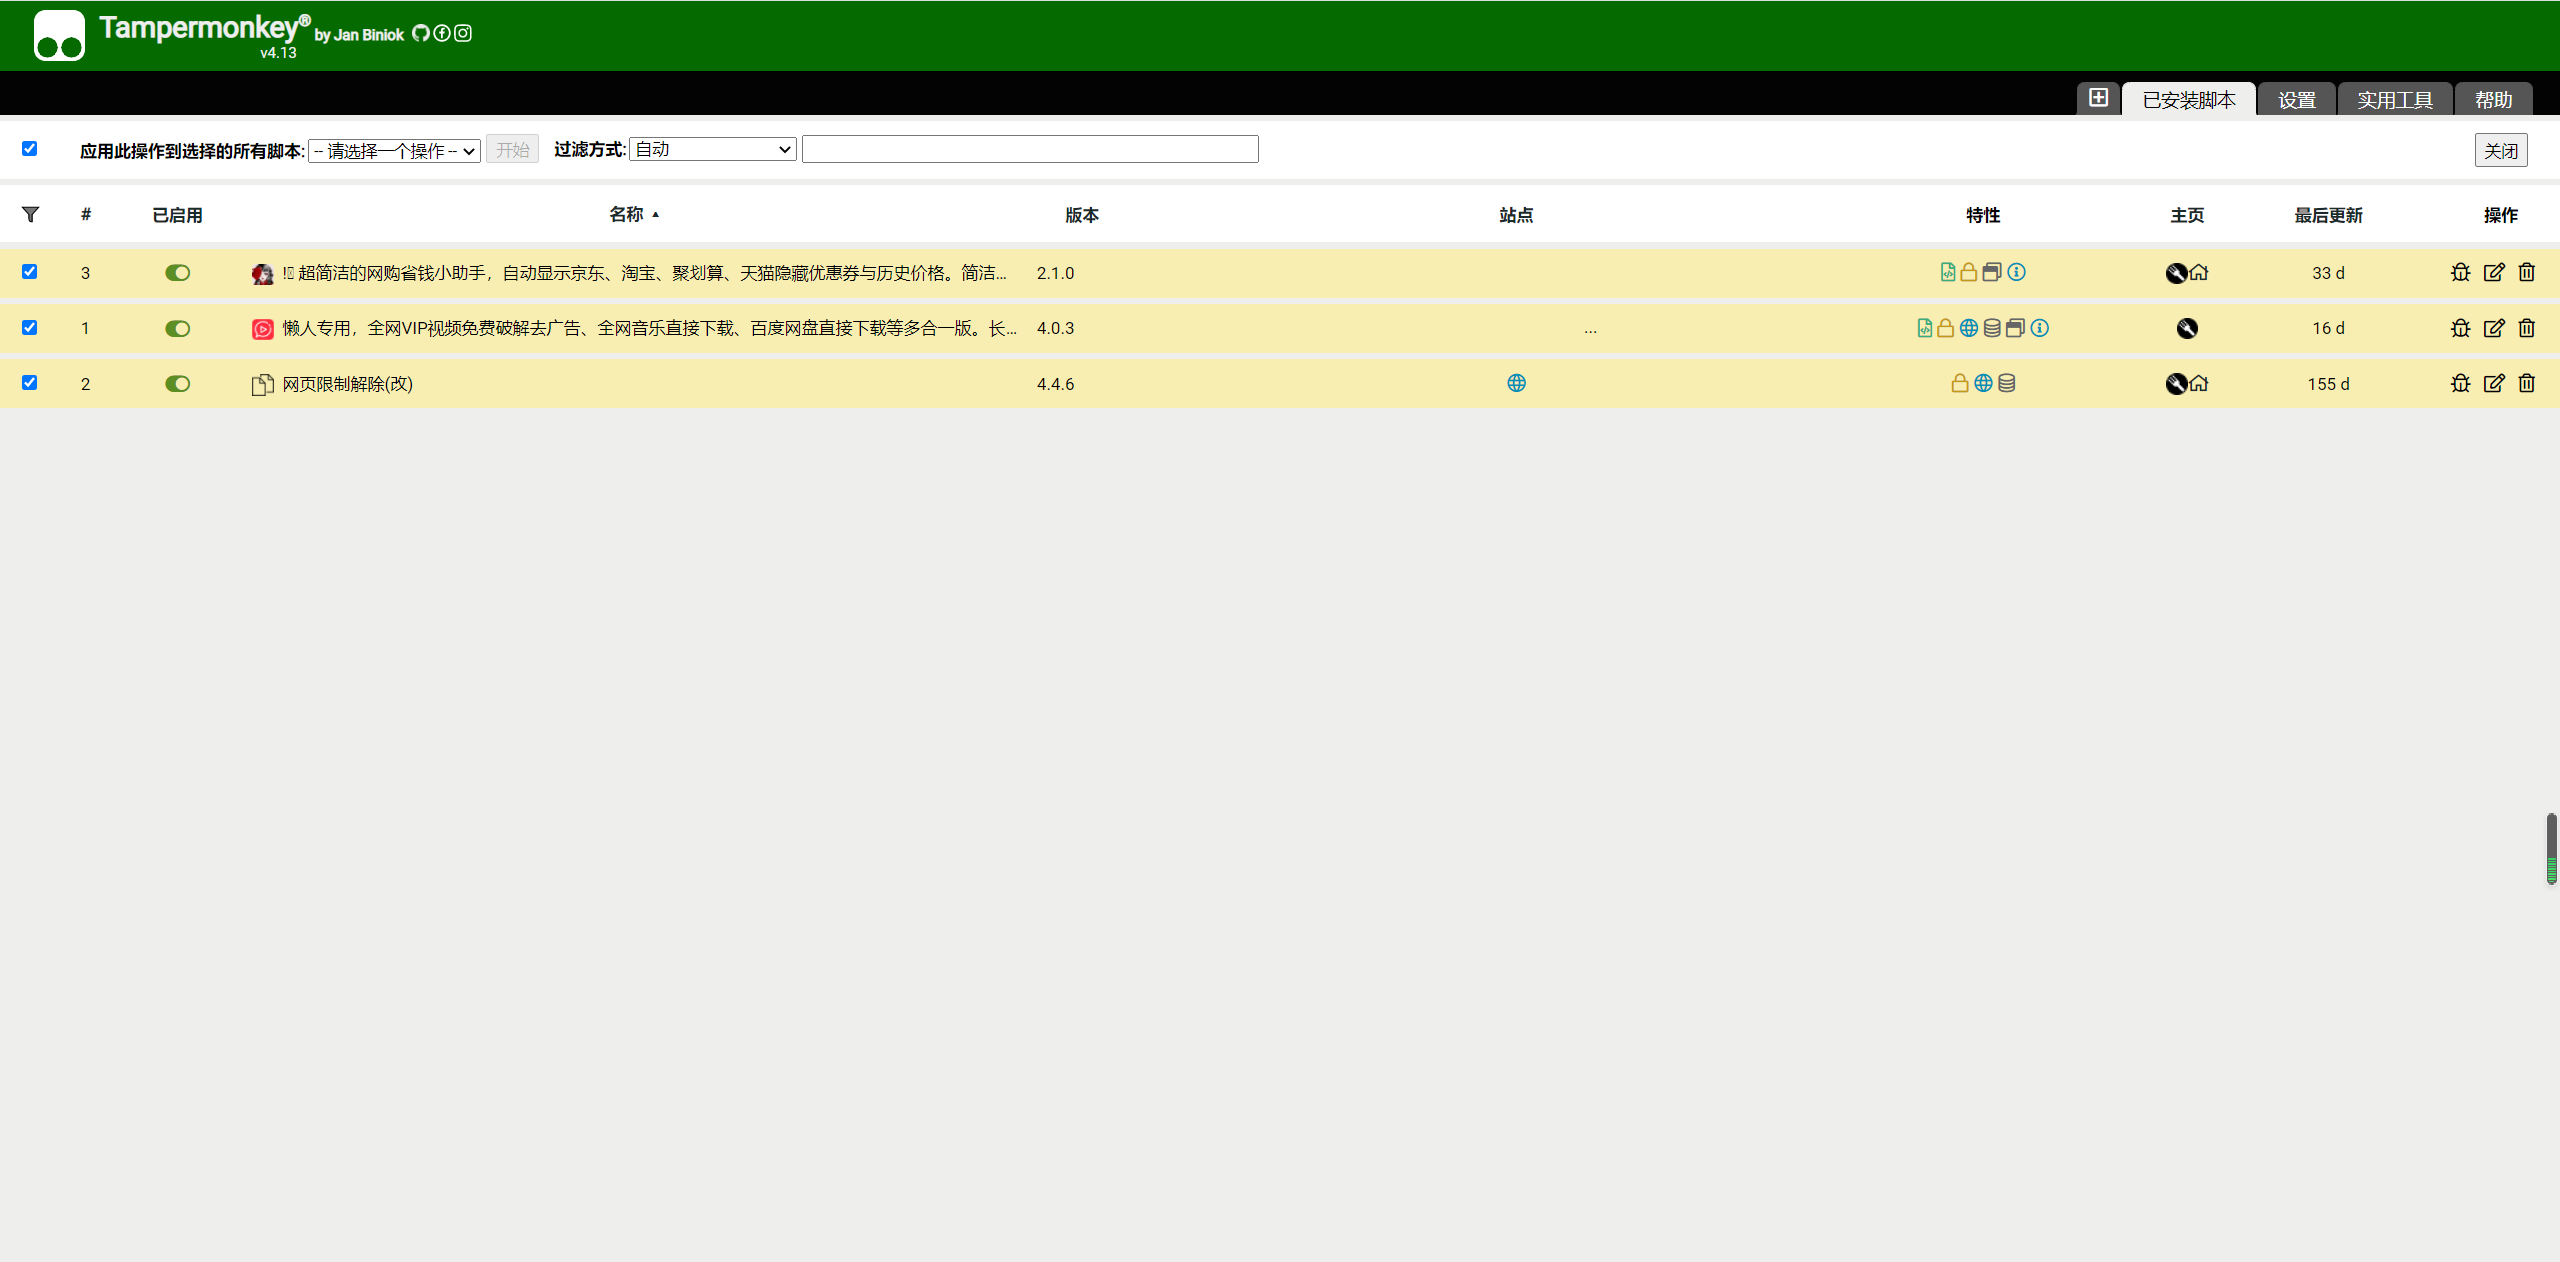 Tampermonkey® by Jan Biniok
v4.13
已安装脚本 设置 实用工具 帮助
应用此操作到选择的所有脚本: -- 请选择一个操作 -- 开始 过滤方式: 自动 关闭
# 已启用 名称 ▲ 版本 站点 特性 主页 最后更新 操作
3 ! 超简洁的网购省钱小助手，自动显示京东、淘宝、聚划算、天猫隐藏优惠券与历史价格。简洁... 2.1.0 33 d
1 懒人专用，全网VIP视频免费破解去广告、全网音乐直接下载、百度网盘直接下载等多合一版。长... 4.0.3 ... 16 d
2 网页限制解除(改) 4.4.6 155 d